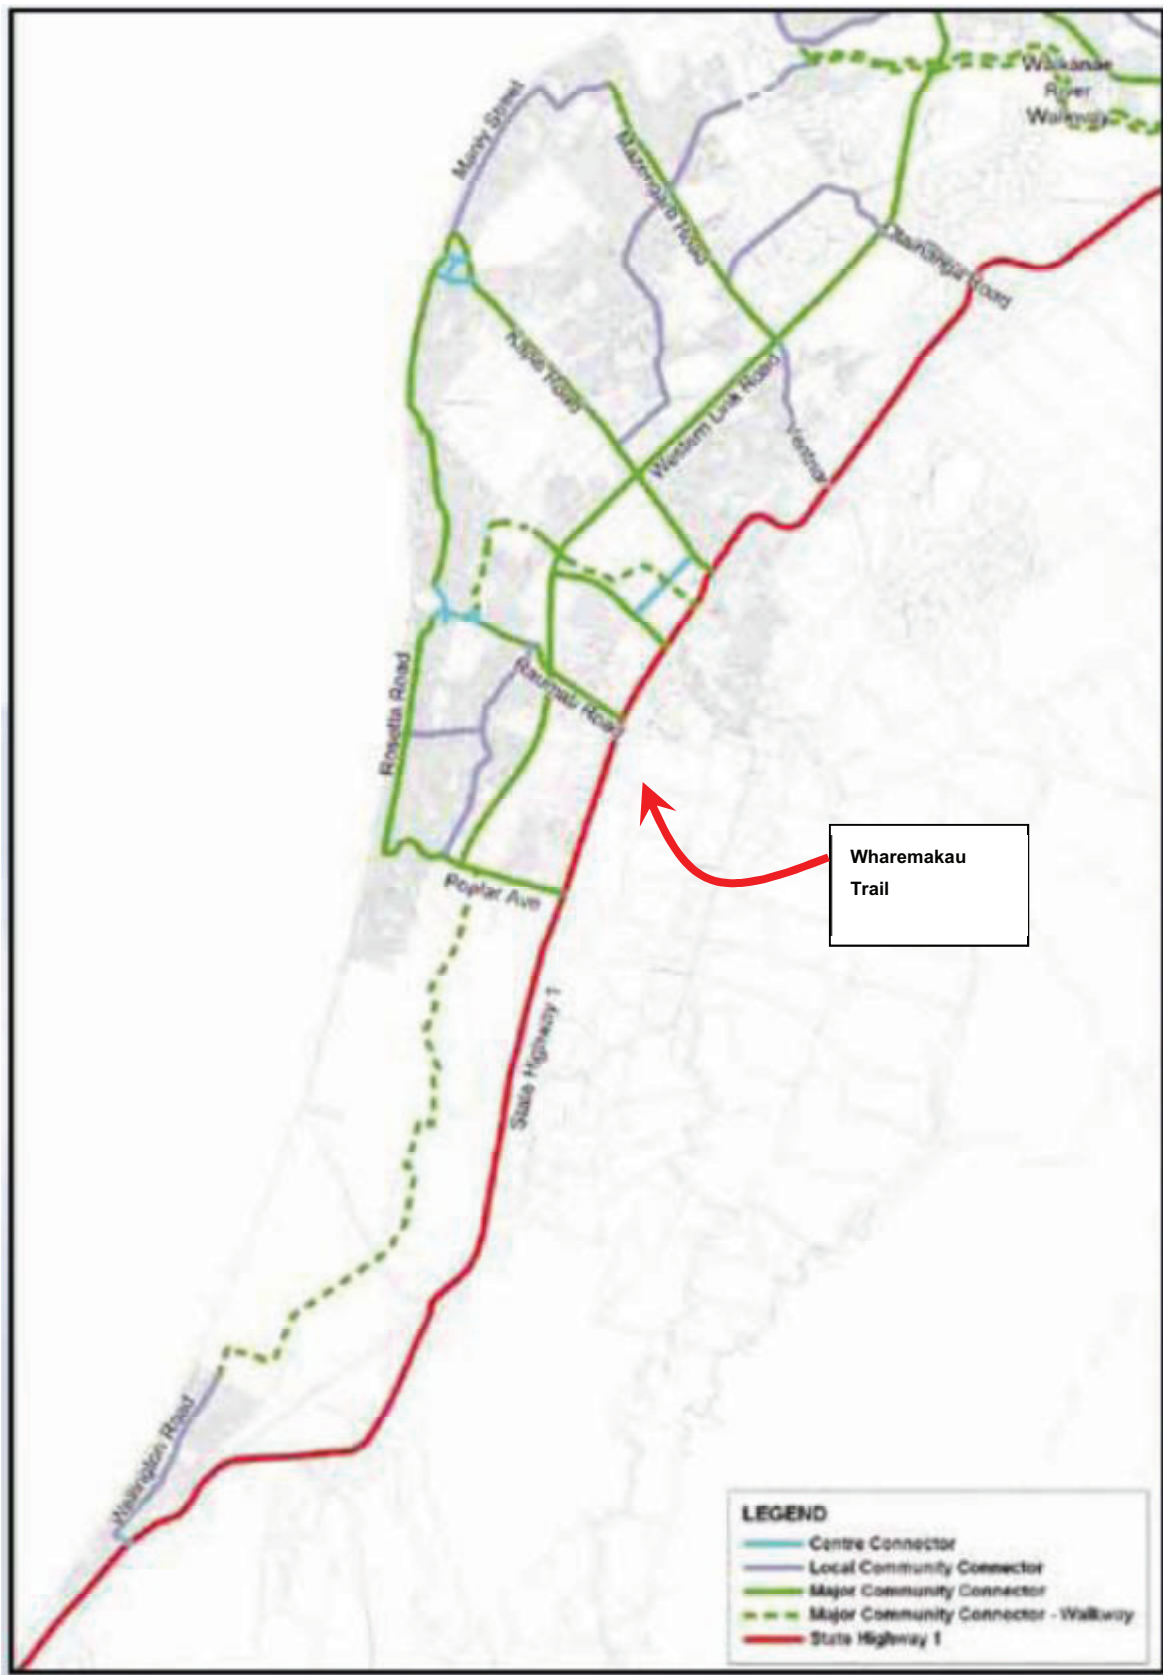 Waikanae
River
Walkway
Manly Street
Mazengarb Road
Otaihanga Road
Kapiti Road
Western Link Road
Ventnor
Rosetta Road
Raumati Road
Wharemakau
Trail
Poplar Ave
State Highway 1
Wellington Road
LEGEND
Centre Connector
Local Community Connector
Major Community Connector
Major Community Connector - Walkway
State Highway 1